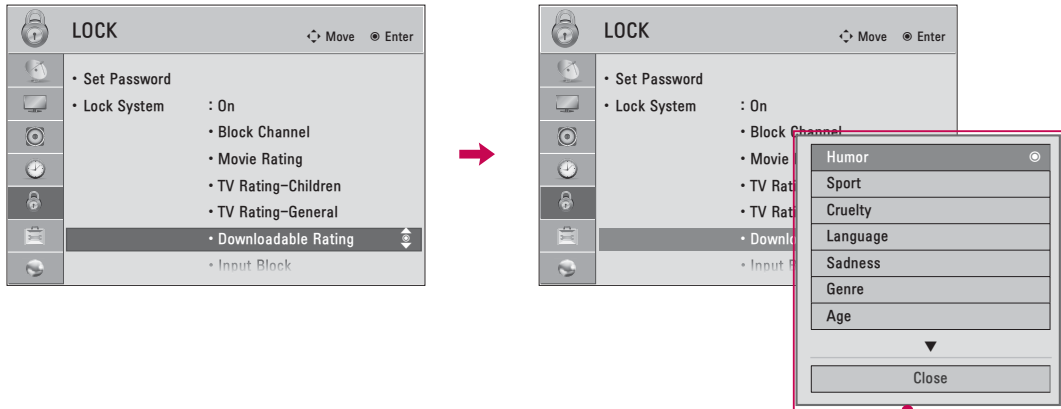 LOCK
Move Enter
• Set Password
• Lock System : On
• Block Channel
• Movie Rating
• TV Rating-Children
• TV Rating-General
• Downloadable Rating
• Input Block
LOCK
Move Enter
• Set Password
• Lock System : On
• Block Channel
• Movie
• TV Rati
• TV Rati
• Downlo
• Input B
Humor
Sport
Cruelty
Language
Sadness
Genre
Age
▼
Close